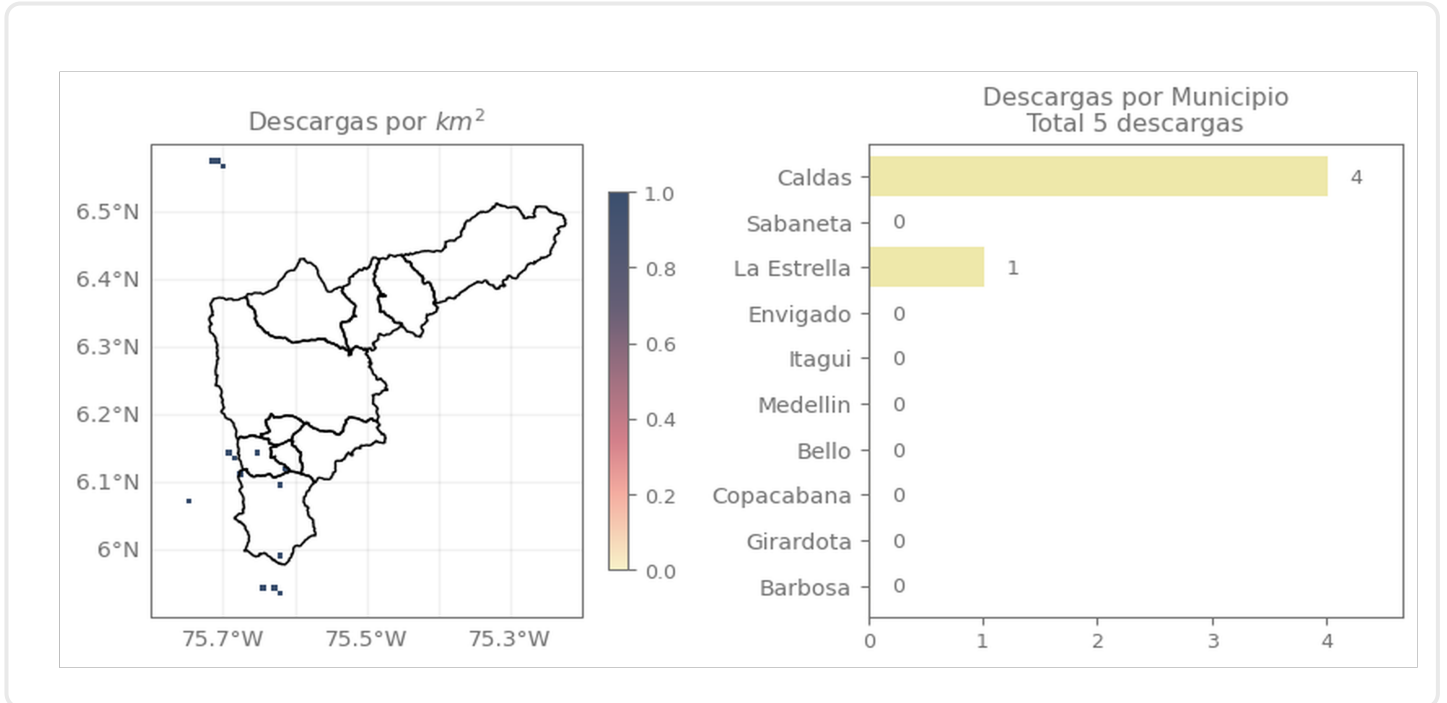 Descargas por km²
6.5°N
6.4°N
6.3°N
6.2°N
6.1°N
6°N
75.7°W 75.5°W 75.3°W
1.0
0.8
0.6
0.4
0.2
0.0
Descargas por Municipio
Total 5 descargas
Caldas 4
Sabaneta 0
La Estrella 1
Envigado 0
Itagui 0
Medellin 0
Bello 0
Copacabana 0
Girardota 0
Barbosa 0
0 1 2 3 4